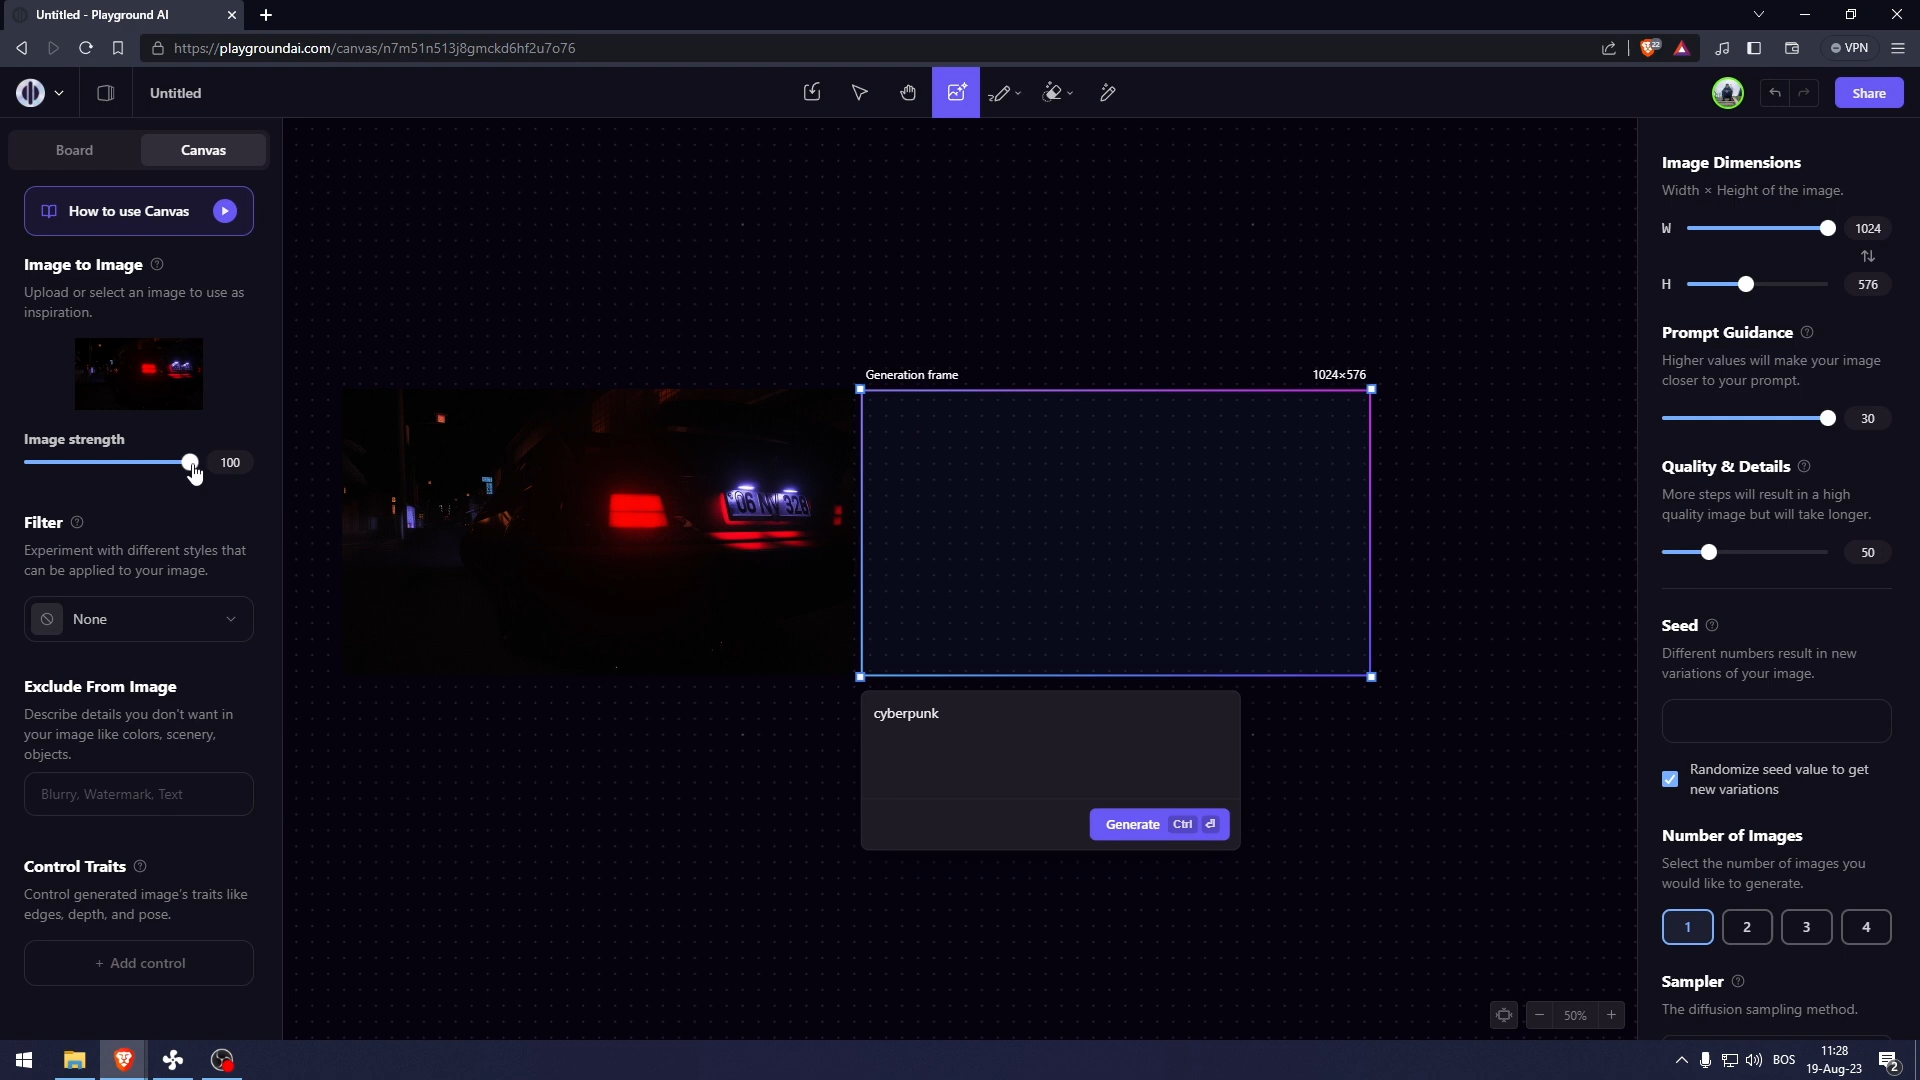 Untitled - Playground AI
https://playgroundai.com/canvas/n7m51n513j8gmckd6hf2u7o76
22
VPN
Untitled
Share
Board
Canvas
How to use Canvas
Image to Image
Upload or select an image to use as
inspiration.
Image strength
100
Filter
Experiment with different styles that
can be applied to your image.
None
Exclude From Image
Describe details you don't want in
your image like colors, scenery,
objects.
Blurry, Watermark, Text
Control Traits
Control generated image's traits like
edges, depth, and pose.
+ Add control
Generation frame
1024×576
06 NV 328
cyberpunk
Generate Ctrl
50%
Image Dimensions
Width × Height of the image.
W
1024
H
576
Prompt Guidance
Higher values will make your image
closer to your prompt.
30
Quality & Details
More steps will result in a high
quality image but will take longer.
50
Seed
Different numbers result in new
variations of your image.
Randomize seed value to get
new variations
Number of Images
Select the number of images you
would like to generate.
1
2
3
4
Sampler
The diffusion sampling method.
BOS
11:28
19-Aug-23
2